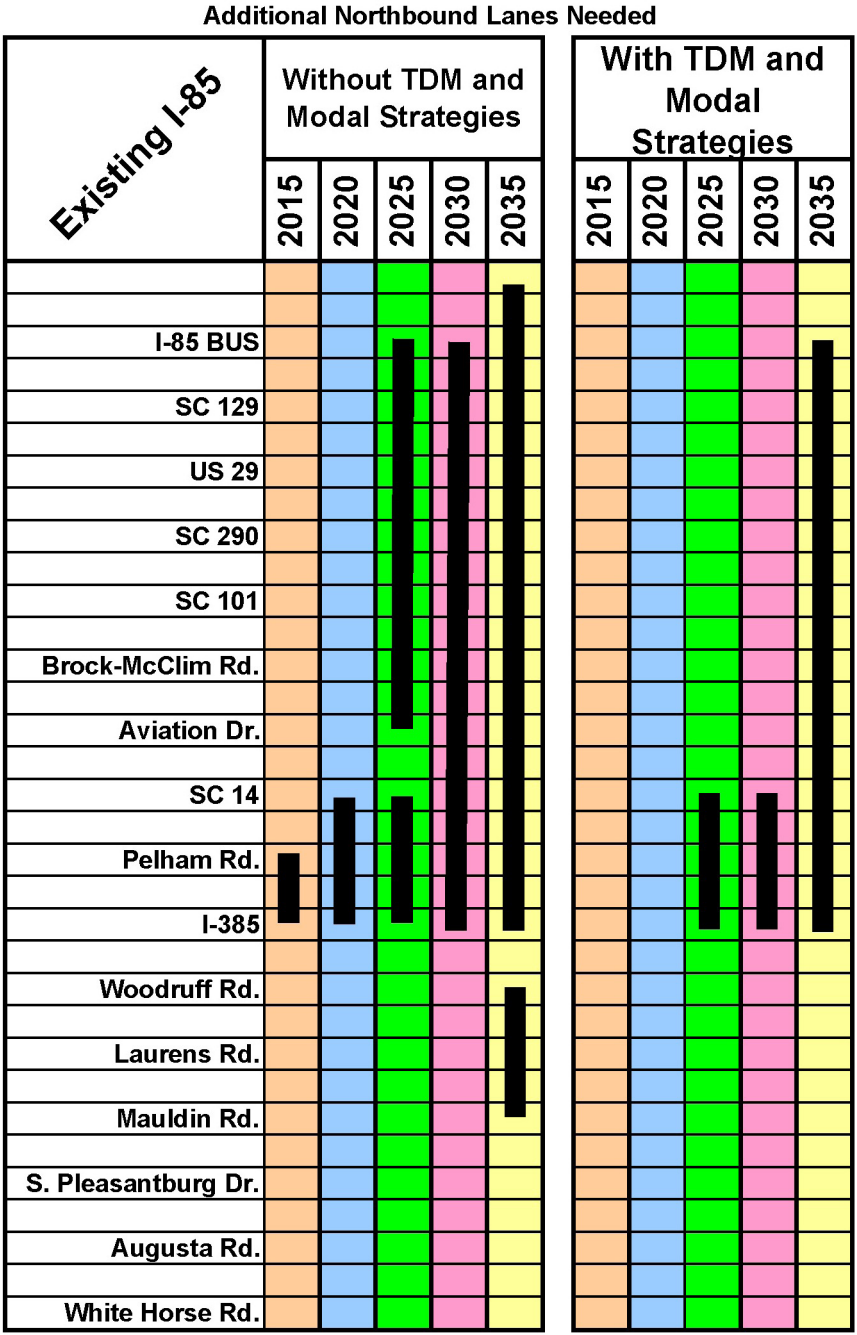 Additional Northbound Lanes Needed
Existing I-85
Without TDM and
Modal Strategies
With TDM and
Modal
Strategies
2015
2020
2025
2030
2035
2015
2020
2025
2030
2035
I-85 BUS
SC 129
US 29
SC 290
SC 101
Brock-McClim Rd.
Aviation Dr.
SC 14
Pelham Rd.
I-385
Woodruff Rd.
Laurens Rd.
Mauldin Rd.
S. Pleasantburg Dr.
Augusta Rd.
White Horse Rd.